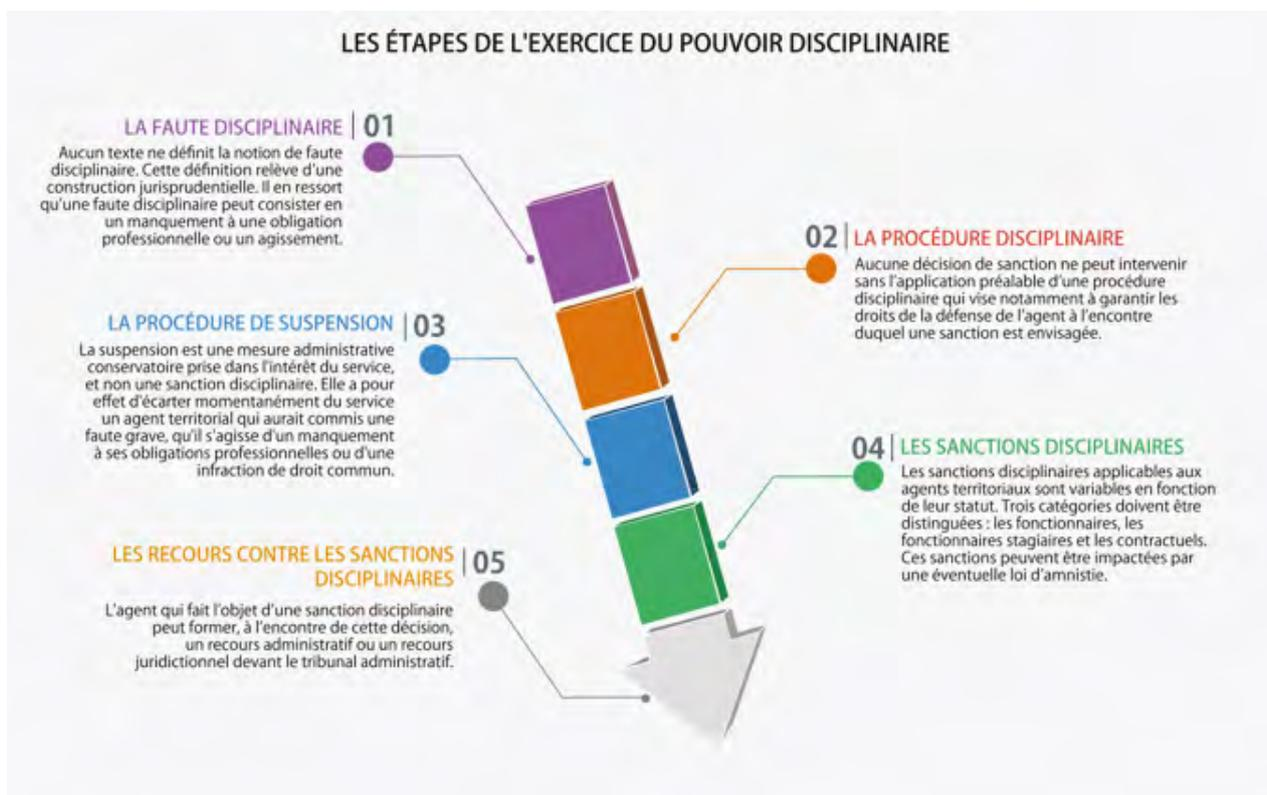 LES ÉTAPES DE L'EXERCICE DU POUVOIR DISCIPLINAIRE
LA FAUTE DISCIPLINAIRE | 01
Aucun texte ne définit la notion de faute
disciplinaire. Cette définition relève d'une
construction jurisprudentielle. Il en ressort
qu'une faute disciplinaire peut consister en
un manquement à une obligation
professionnelle ou un agissement.
02 | LA PROCÉDURE DISCIPLINAIRE
Aucune décision de sanction ne peut intervenir
sans l'application préalable d'une procédure
disciplinaire qui vise notamment à garantir les
droits de la défense de l'agent à l'encontre
duquel une sanction est envisagée.
LA PROCÉDURE DE SUSPENSION | 03
La suspension est une mesure administrative
conservatoire prise dans l'intérêt du service,
et non une sanction disciplinaire. Elle a pour
effet d'écarter momentanément du service
un agent territorial qui aurait commis une
faute grave, qu'il s'agisse d'un manquement
à ses obligations professionnelles ou d'une
infraction de droit commun.
04 | LES SANCTIONS DISCIPLINAIRES
Les sanctions disciplinaires applicables aux
agents territoriaux sont variables en fonction
de leur statut. Trois catégories doivent être
distinguées : les fonctionnaires, les
fonctionnaires stagiaires et les contractuels.
Ces sanctions peuvent être impactées par
une éventuelle loi d'amnistie.
LES RECOURS CONTRE LES SANCTIONS | 05
DISCIPLINAIRES
L'agent qui fait l'objet d'une sanction disciplinaire
peut former, à l'encontre de cette décision,
un recours administratif ou un recours
juridictionnel devant le tribunal administratif.